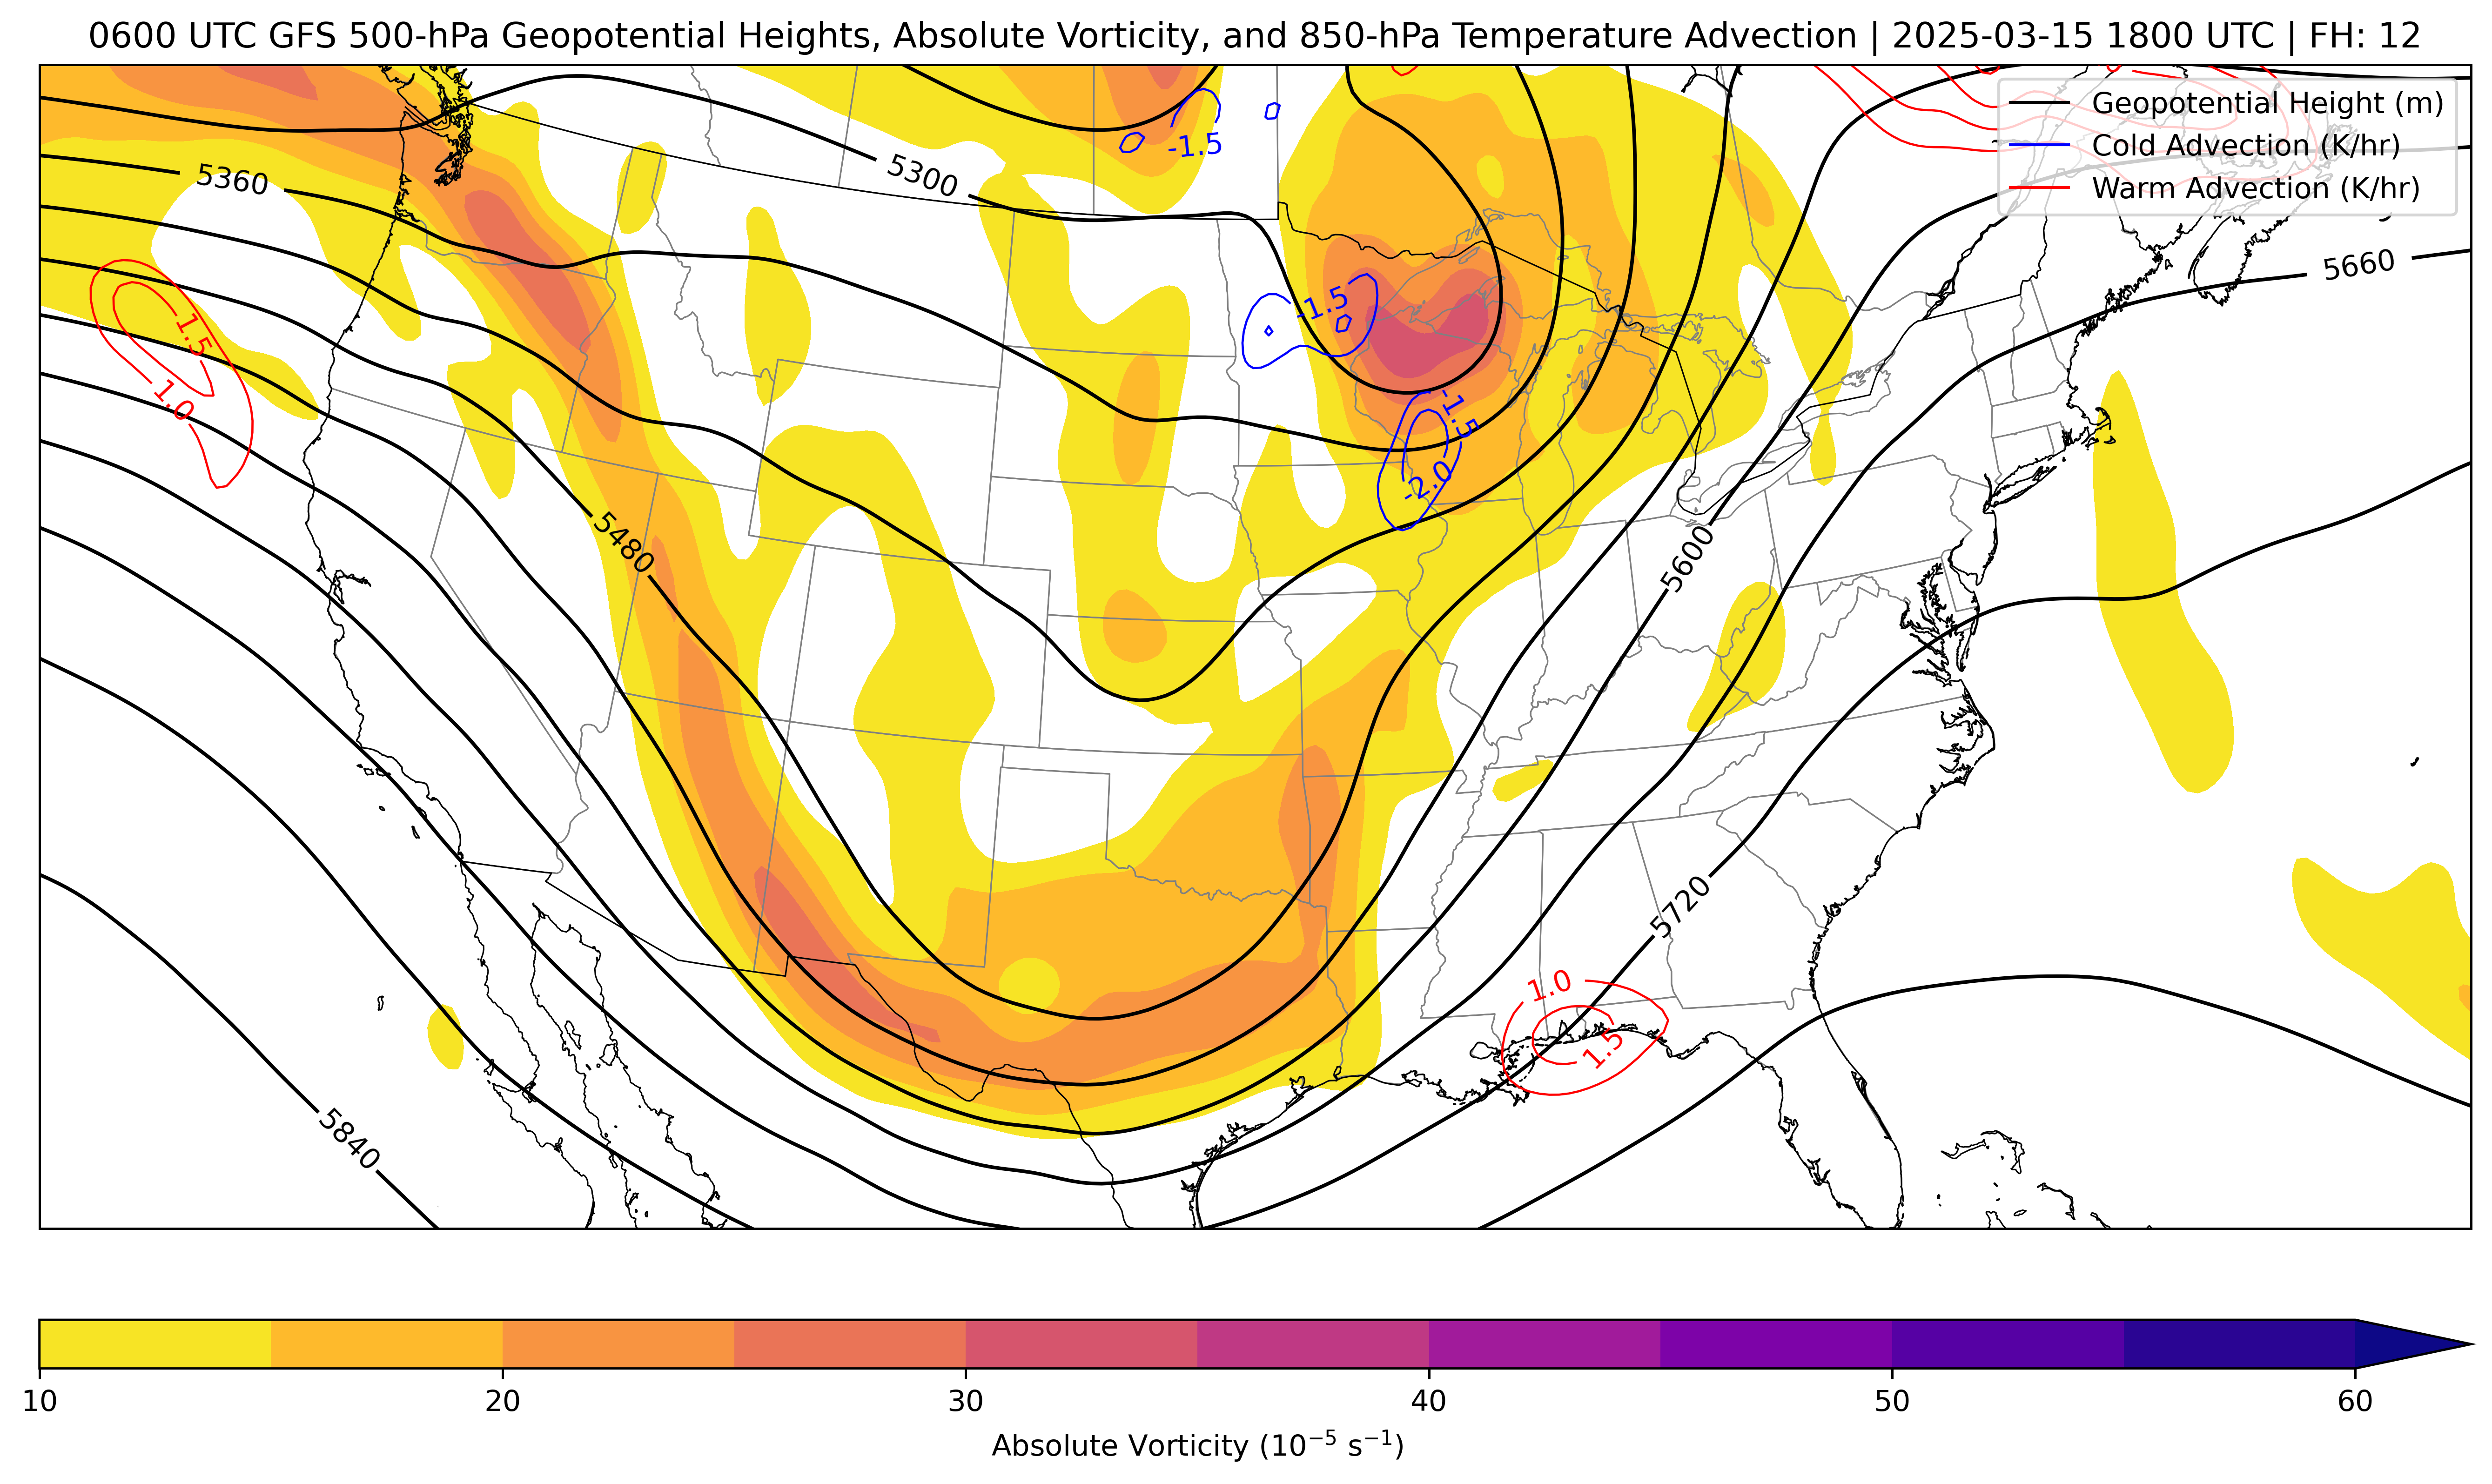 0600 UTC GFS 500-hPa Geopotential Heights, Absolute Vorticity, and 850-hPa Temperature Advection | 2025-03-15 1800 UTC | FH: 12
Geopotential Height (m)
Cold Advection (K/hr)
Warm Advection (K/hr)
-1.5
5300
5360
5660
-1.5
1.5
1.0
-1.5
-2.0
5480
5600
5720
1.0
1.5
5840
10 20 30 40 50 60
Absolute Vorticity (10⁻⁵ s⁻¹)